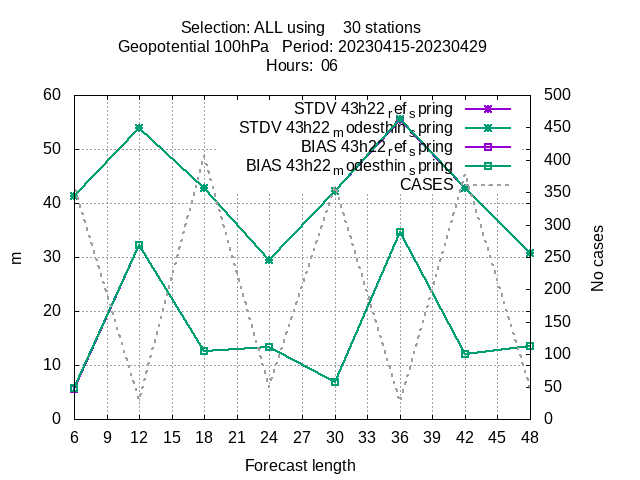 Selection: ALL using    30 stations
Geopotential 100hPa   Period: 20230415-20230429
Hours:  06
60 500
STDV 43h22_ref_spring
STDV 43h22_modesthin_spring
BIAS 43h22_ref_spring
BIAS 43h22_modesthin_spring
CASES
50
40
30
20
10
0
450
400
350
300
250
200
150
100
50
0
m
No cases
6 9 12 15 18 21 24 27 30 33 36 39 42 45 48
Forecast length